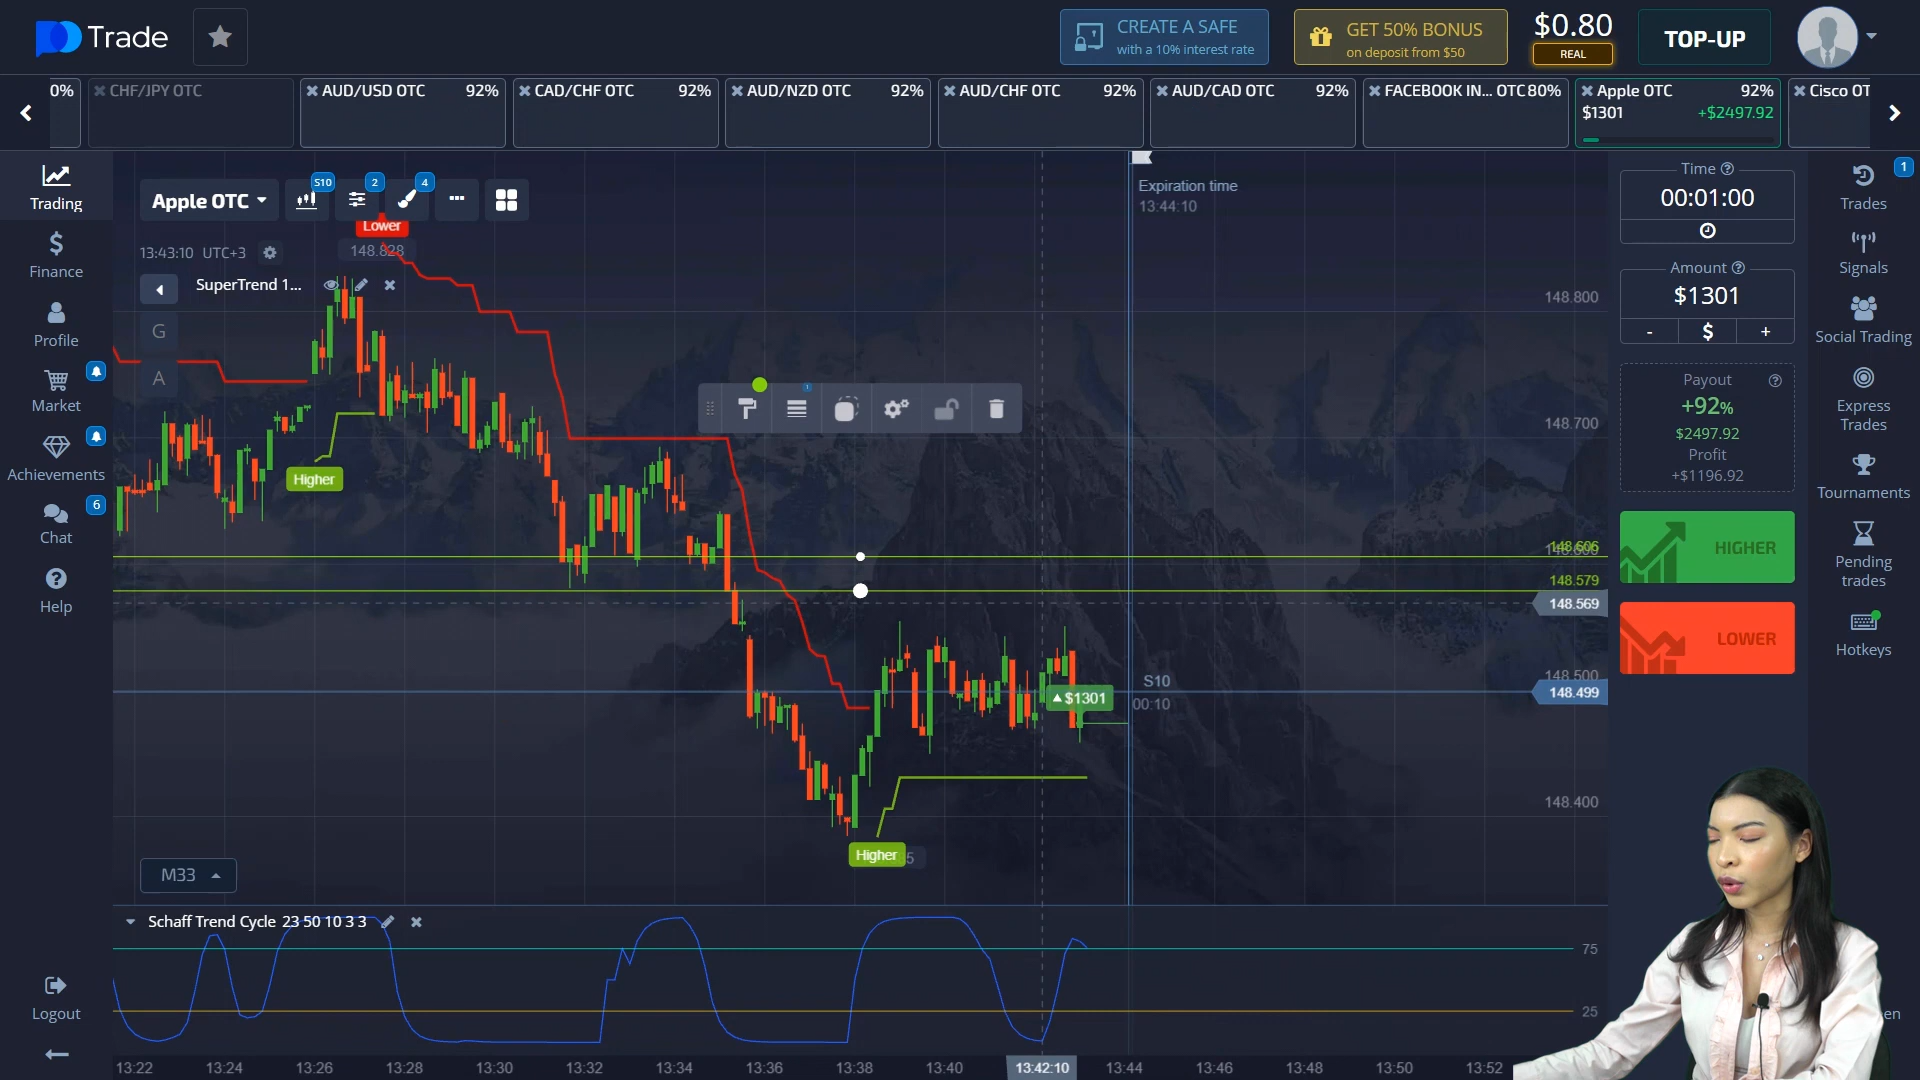 Trade
CREATE A SAFE
with a 10% interest rate
GET 50% BONUS
on deposit from $50
$0.80
REAL
TOP-UP
0%
CHF/JPY OTC
AUD/USD OTC 92%
CAD/CHF OTC 92%
AUD/NZD OTC 92%
AUD/CHF OTC 92%
AUD/CAD OTC 92%
FACEBOOK IN... OTC 80%
Apple OTC 92%
$1301 +$2497.92
Cisco OT
Trading
Finance
Profile
Market
Achievements
6
Chat
Help
Logout
Apple OTC
S10
2
4
Lower
148.828
13:43:10 UTC+3
SuperTrend 1...
G
A
Higher
Expiration time
13:44:10
1
148.800
148.700
148.606
148.579
148.569
148.500
148.499
148.400
S10
00:10
$1301
Higher
5
M33
Schaff Trend Cycle 23 50 10 3 3
75
25
13:22
13:24
13:26
13:28
13:30
13:32
13:34
13:36
13:38
13:40
13:42:10
13:44
13:46
13:48
13:50
13:52
Time
00:01:00
Amount
$1301
- $ +
Payout
+92%
$2497.92
Profit
+$1196.92
HIGHER
LOWER
1
Trades
Signals
Social Trading
Express
Trades
Tournaments
Pending
trades
Hotkeys
en